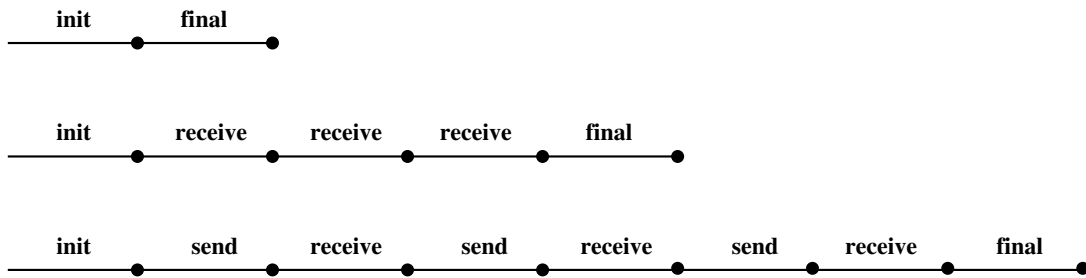 init final
init receive receive receive final
init send receive send receive send receive final